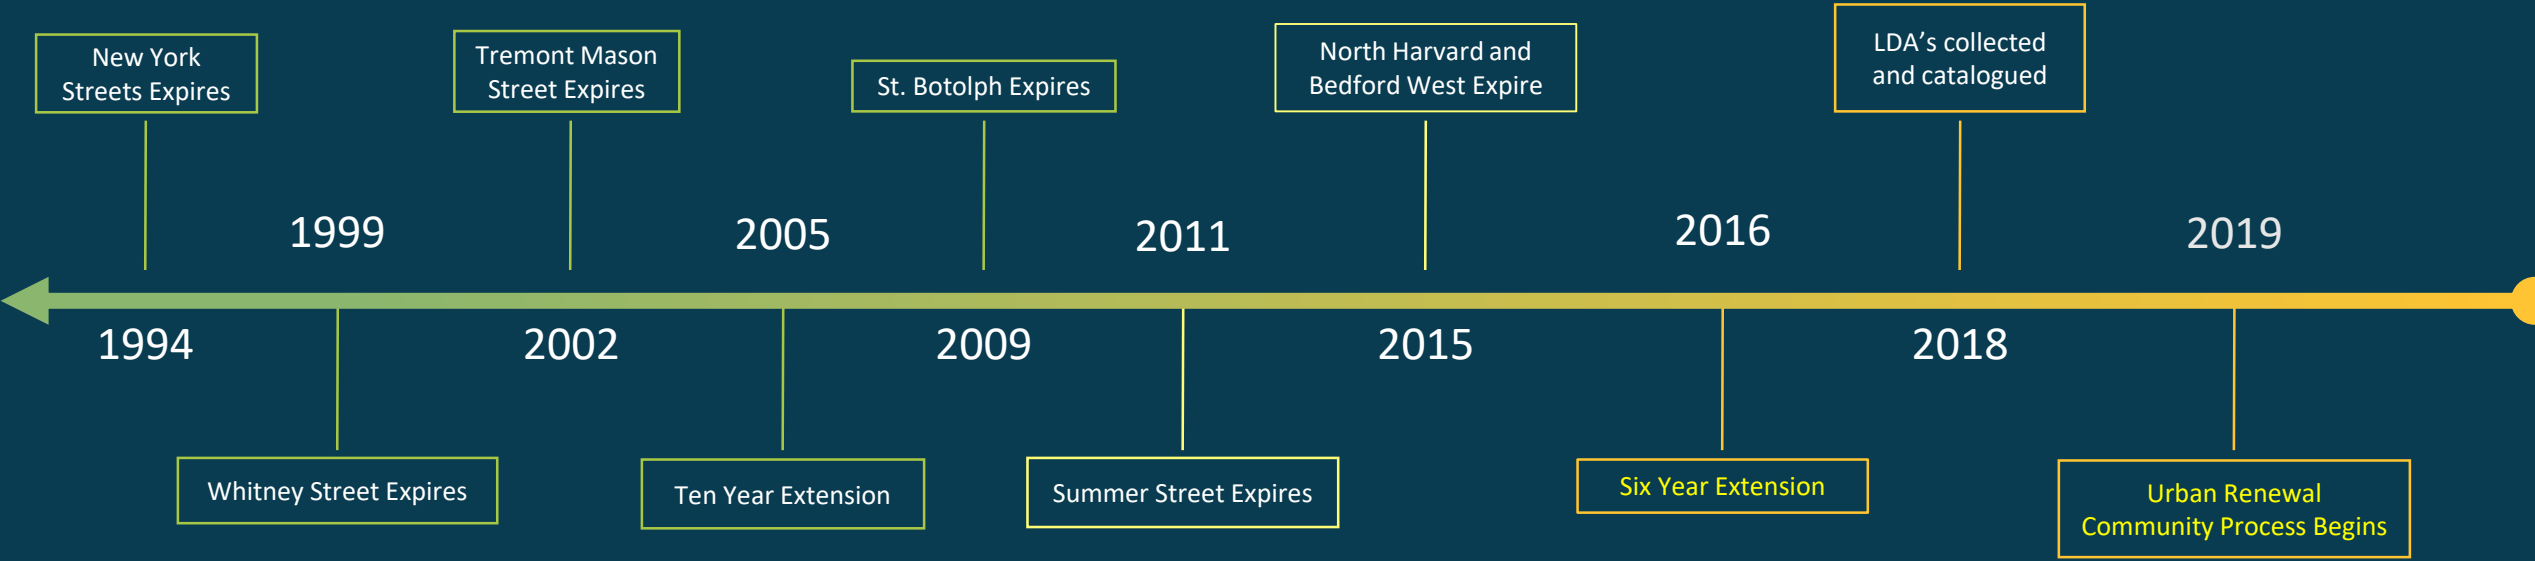 New York
Streets Expires
Tremont Mason
Street Expires
St. Botolph Expires
North Harvard and
Bedford West Expire
LDA’s collected
and catalogued
1999
2005
2011
2016
2019
1994
2002
2009
2015
2018
Whitney Street Expires
Ten Year Extension
Summer Street Expires
Six Year Extension
Urban Renewal
Community Process Begins